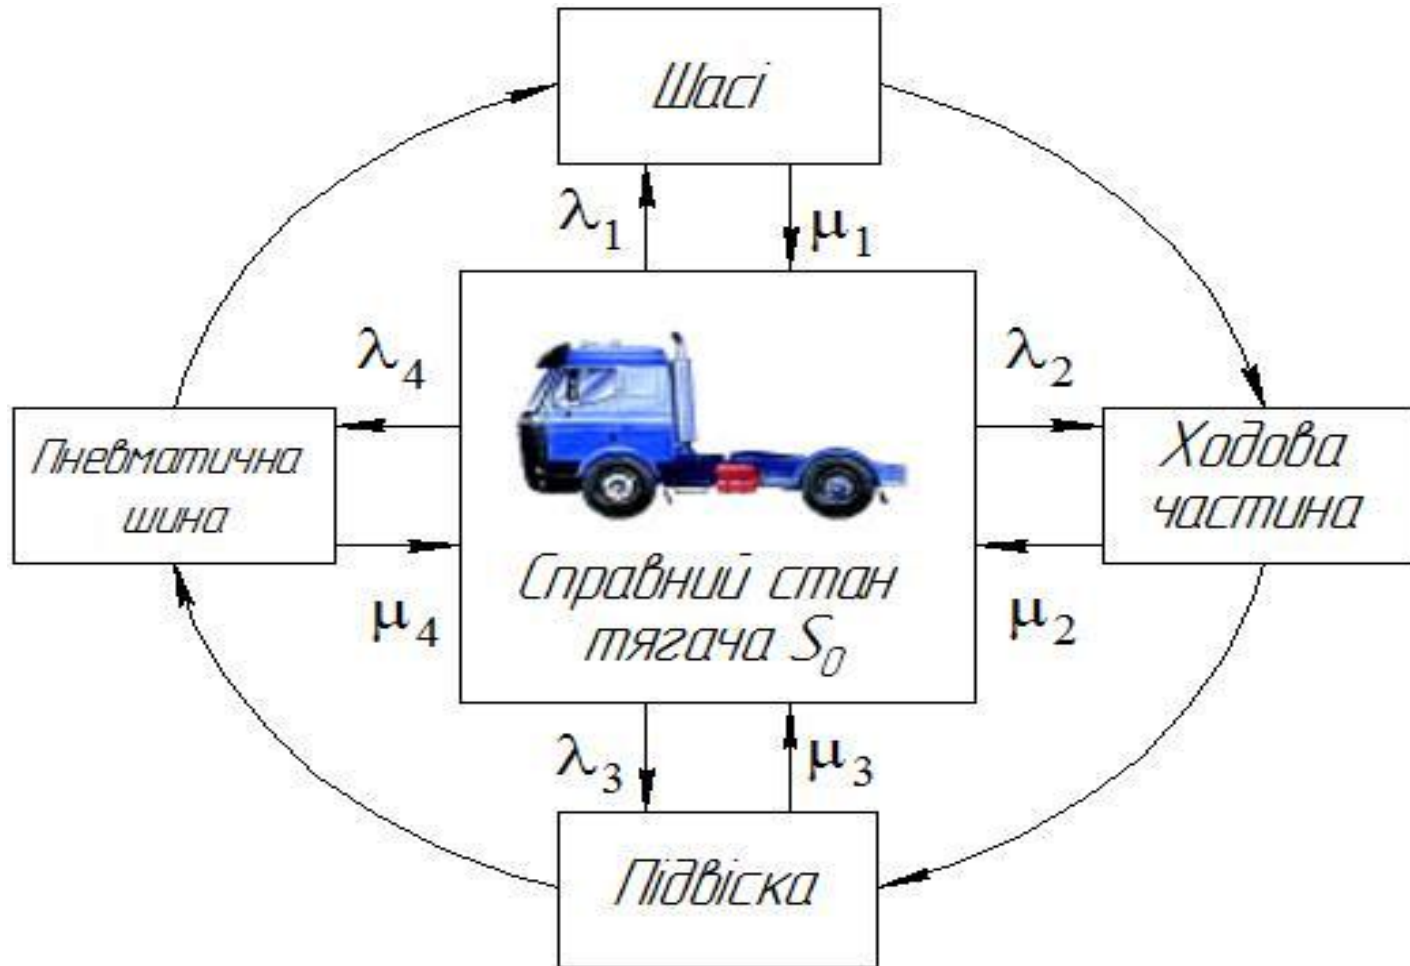 Шасі
λ₁
μ₁
λ₄
λ₂
Пневматична
шина
Ходова
частина
Справний стан
тягача S₀
μ₄
μ₂
λ₃
μ₃
Підвіска